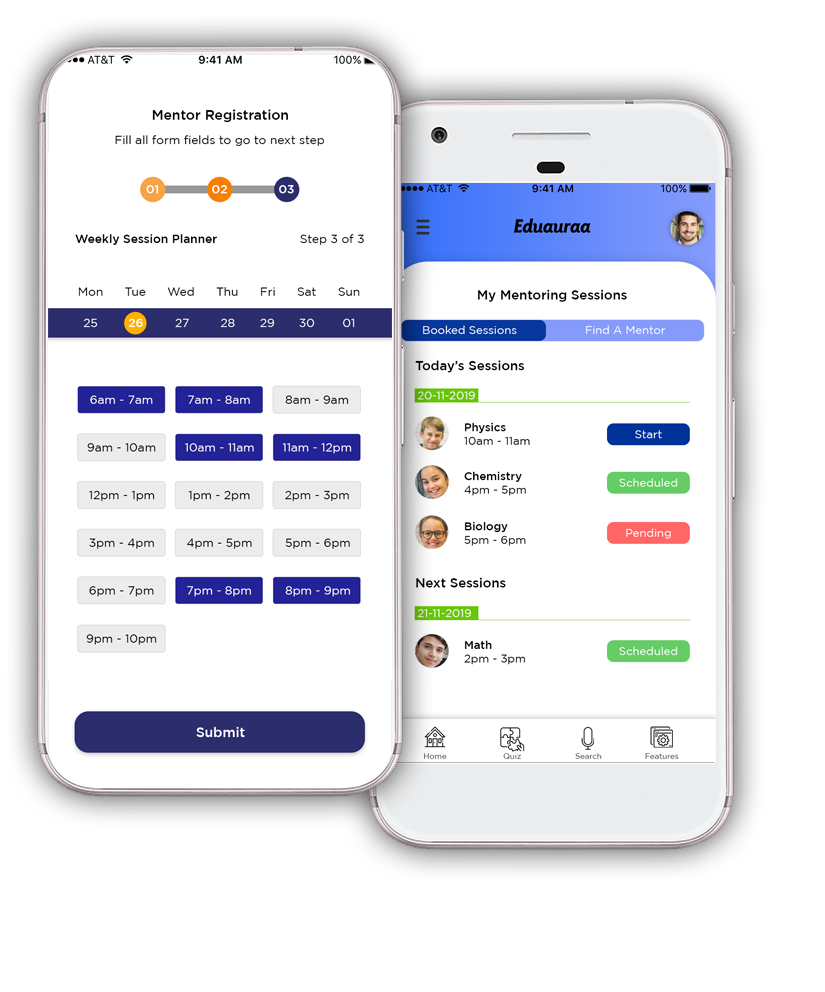 AT&T 9:41 AM 100%
Mentor Registration
Fill all form fields to go to next step
01 02 03
Weekly Session Planner Step 3 of 3
Mon Tue Wed Thu Fri Sat Sun
25 26 27 28 29 30 01
6am - 7am 7am - 8am 8am - 9am
9am - 10am 10am - 11am 11am - 12pm
12pm - 1pm 1pm - 2pm 2pm - 3pm
3pm - 4pm 4pm - 5pm 5pm - 6pm
6pm - 7pm 7pm - 8pm 8pm - 9pm
9pm - 10pm
Submit
AT&T 9:41 AM 100%
Eduauraa
My Mentoring Sessions
Booked Sessions Find A Mentor
Today's Sessions
20-11-2019
Physics
10am - 11am
Start
Chemistry
4pm - 5pm
Scheduled
Biology
5pm - 6pm
Pending
Next Sessions
21-11-2019
Math
2pm - 3pm
Scheduled
Home Quiz Search Features